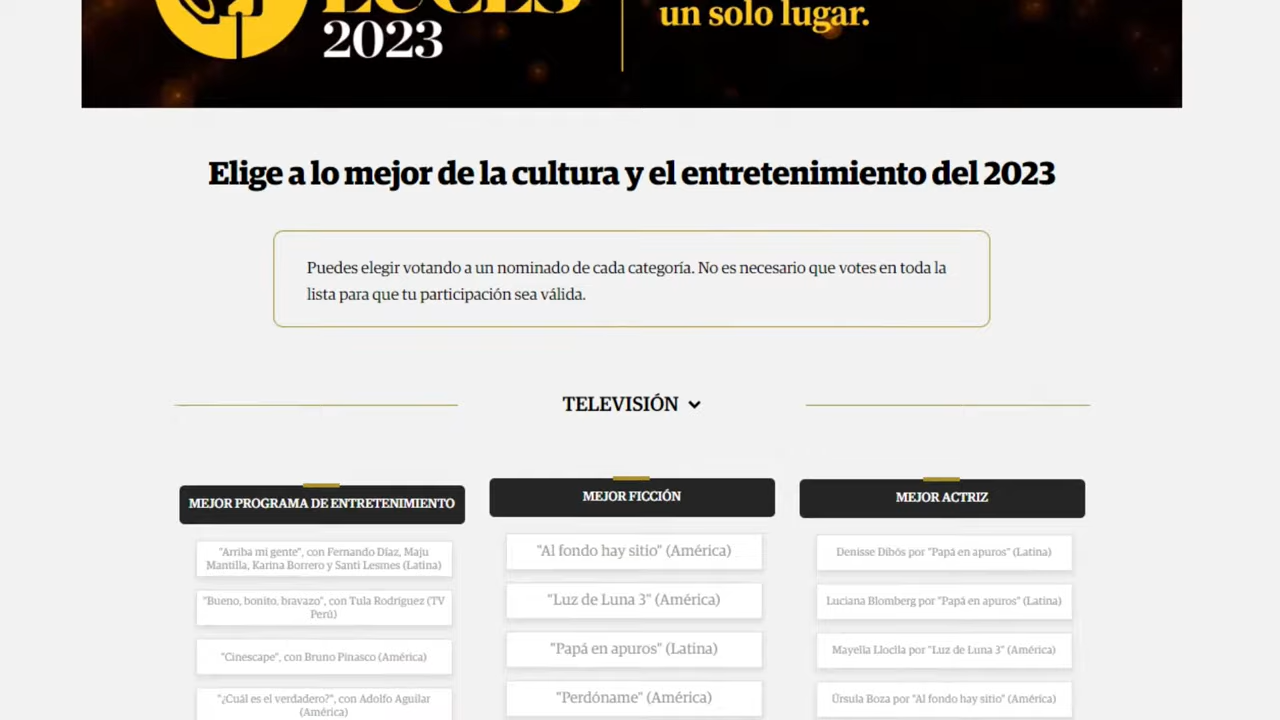 LUCES
2023
un solo lugar.
Elige a lo mejor de la cultura y el entretenimiento del 2023
Puedes elegir votando a un nominado de cada categoría. No es necesario que votes en toda la
lista para que tu participación sea válida.
TELEVISIÓN
MEJOR PROGRAMA DE ENTRETENIMIENTO
"Arriba mi gente", con Fernando Díaz, Maju
Mantilla, Karina Borrero y Santi Lesmes (Latina)
"Bueno, bonito, bravazo", con Tula Rodríguez (TV
Perú)
"Cinescape", con Bruno Pinasco (América)
"¿Cuál es el verdadero?", con Adolfo Aguilar
(América)
MEJOR FICCIÓN
"Al fondo hay sitio" (América)
"Luz de Luna 3" (América)
"Papá en apuros" (Latina)
"Perdóname" (América)
MEJOR ACTRIZ
Denisse Dibós por "Papá en apuros" (Latina)
Luciana Blomberg por "Papá en apuros" (Latina)
Mayella Lloclla por "Luz de Luna 3" (América)
Úrsula Boza por "Al fondo hay sitio" (América)